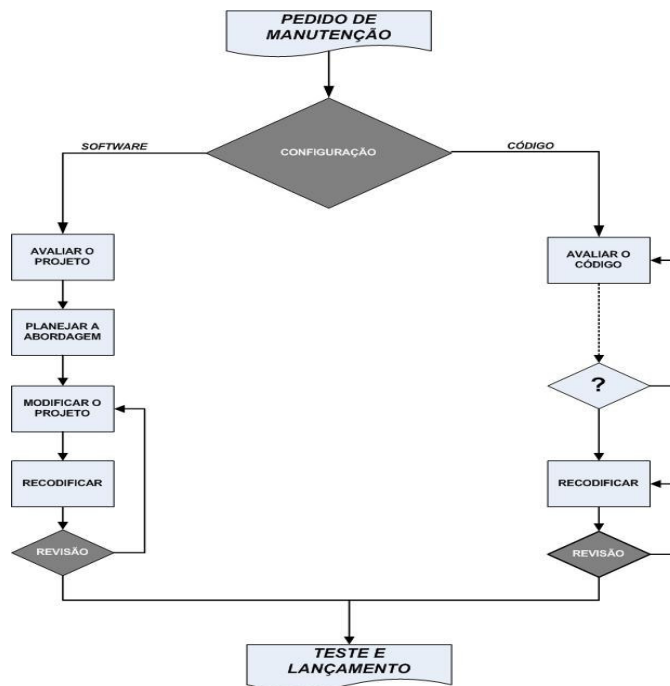 PEDIDO DE
MANUTENÇÃO
SOFTWARE
CONFIGURAÇÃO
CÓDIGO
AVALIAR O
PROJETO
AVALIAR O
CÓDIGO
PLANEJAR A
ABORDAGEM
?
MODIFICAR O
PROJETO
RECODIFICAR
RECODIFICAR
REVISÃO
REVISÃO
TESTE E
LANÇAMENTO